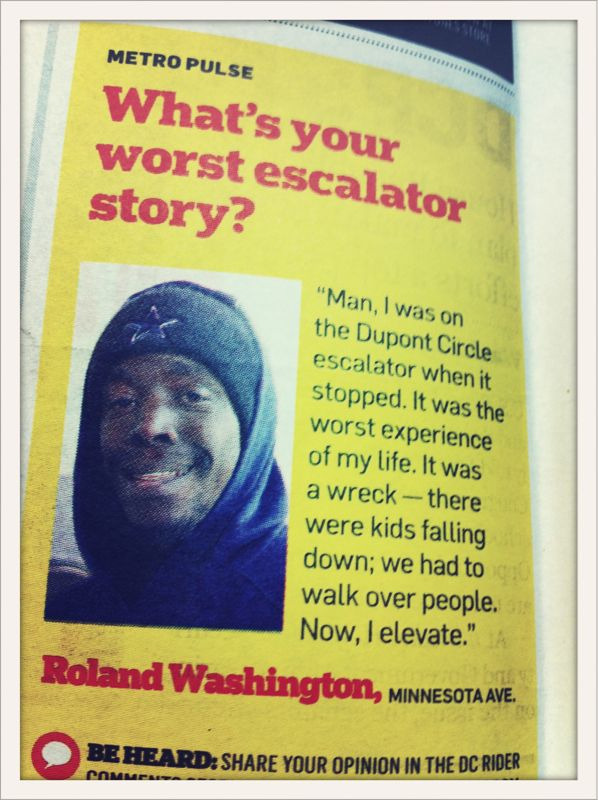 METRO PULSE
What's your
worst escalator
story?
“Man, I was on
the Dupont Circle
escalator when it
stopped. It was the
worst experience
of my life. It was
a wreck — there
were kids falling
down; we had to
walk over people.
Now, I elevate.”
Roland Washington, MINNESOTA AVE.
BE HEARD: SHARE YOUR OPINION IN THE DC RIDER